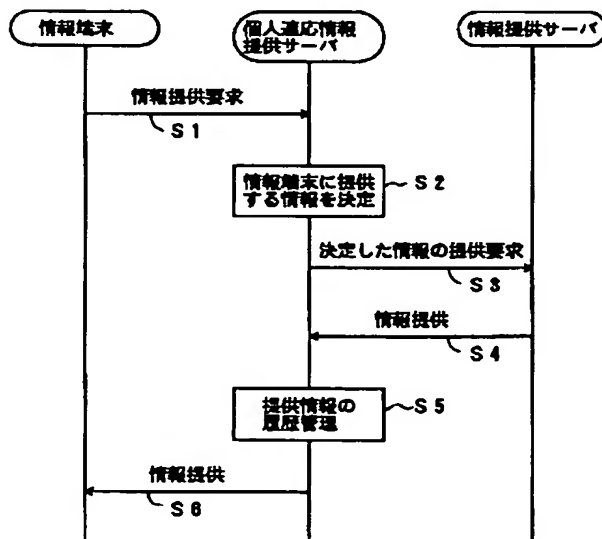 情報端末
個人適応情報
提供サーバ
情報提供サーバ
情報提供要求
S1
情報端末に提供
する情報を決定
S2
決定した情報の提供要求
S3
情報提供
S4
提供情報の
履歴管理
S5
情報提供
S6